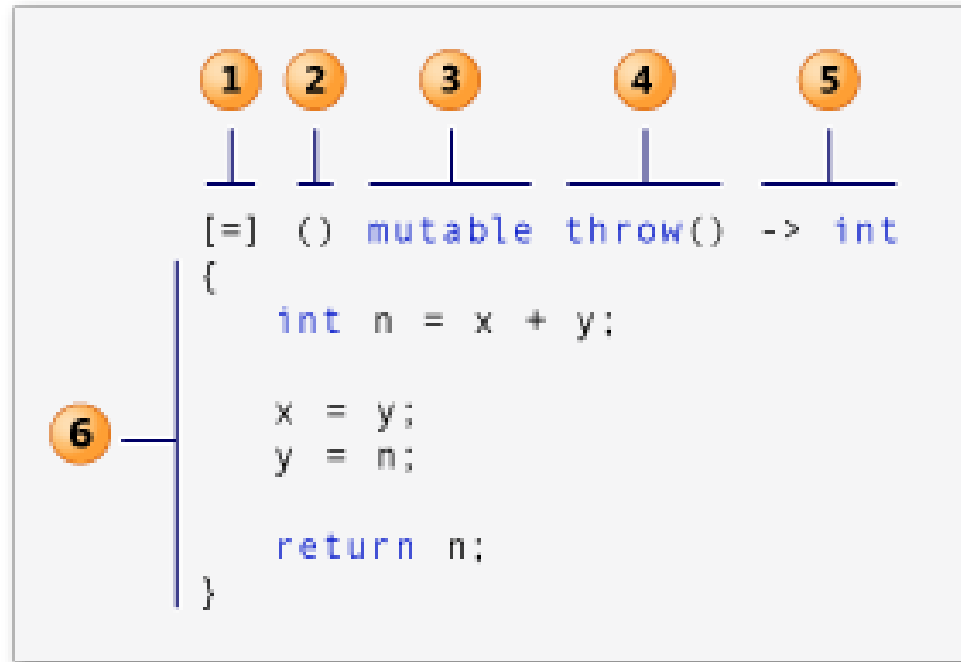 1 2 3 4 5
[=] () mutable throw() -> int
{
int n = x + y;
x = y;
6
y = n;
return n;
}